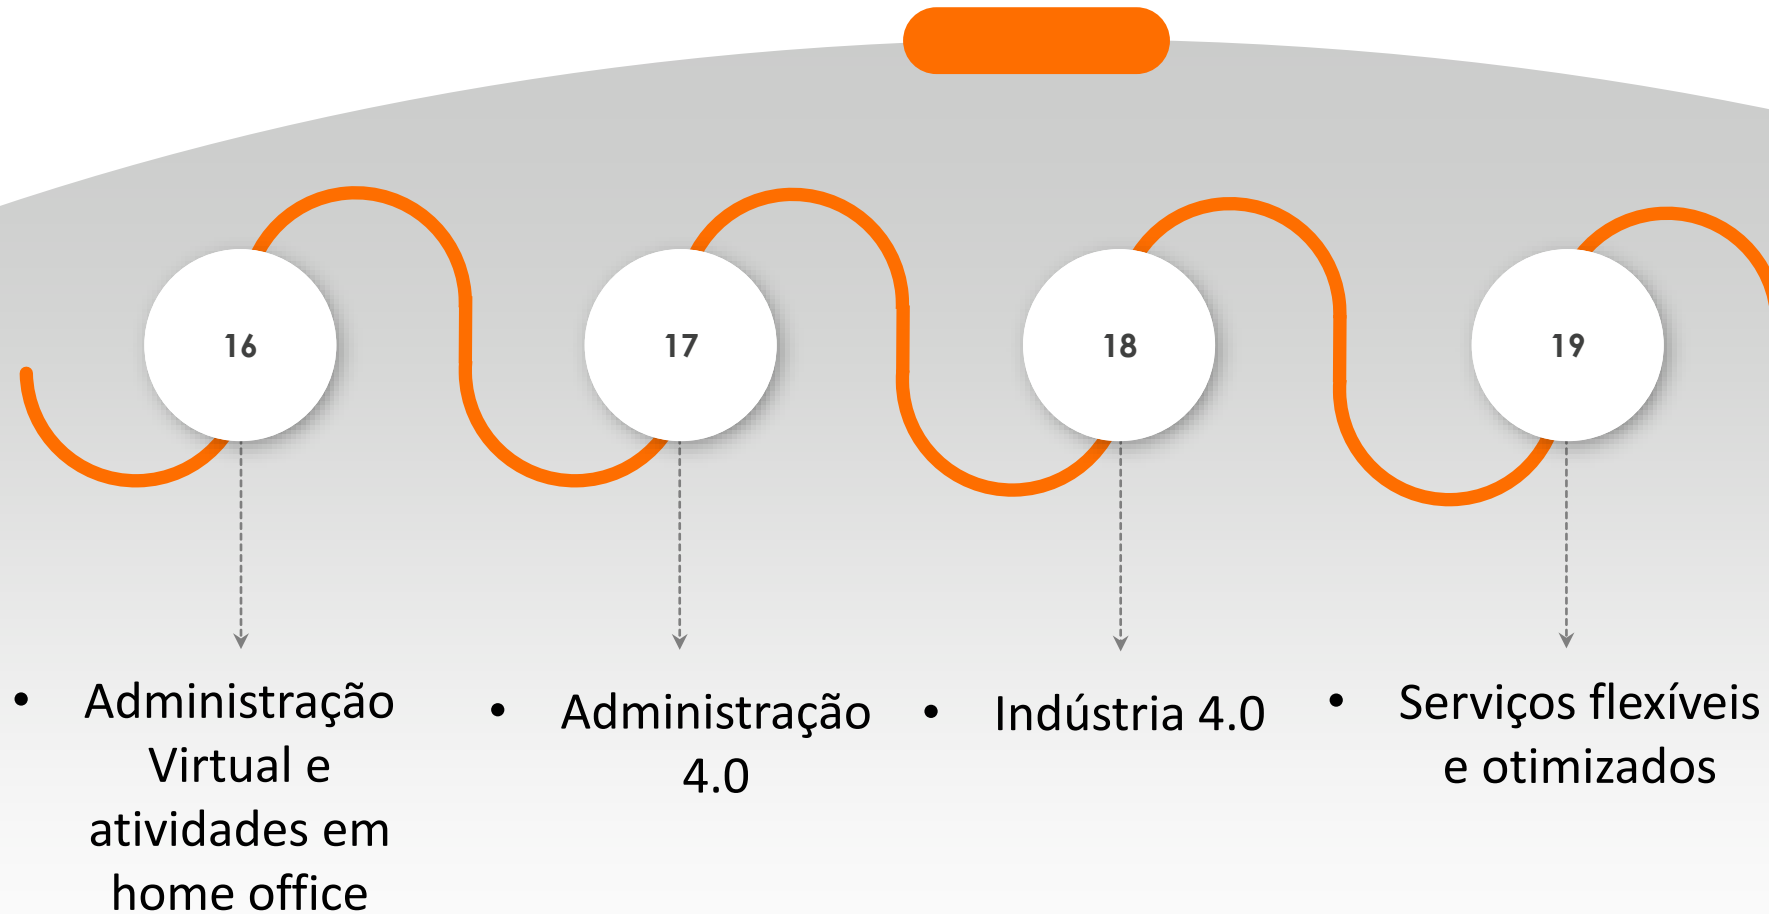 16
17
18
19
• Administração
Virtual e
atividades em
home office
• Administração
4.0
• Indústria 4.0
• Serviços flexíveis
e otimizados